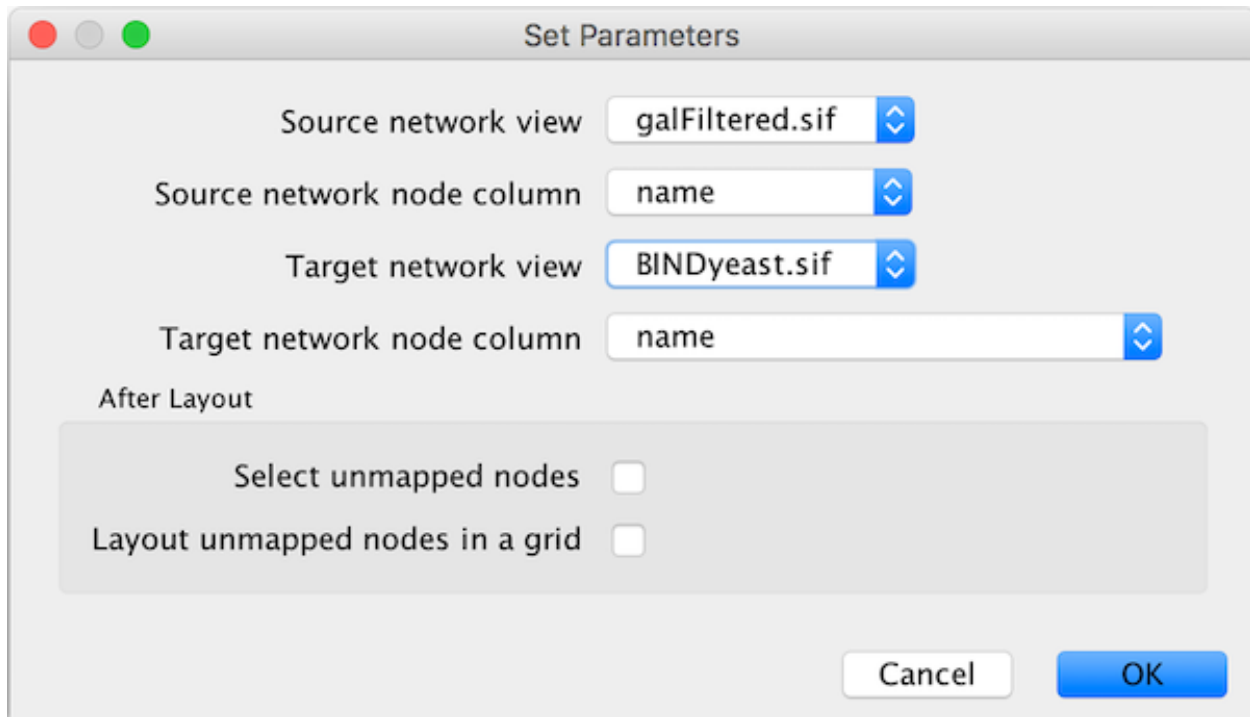 Set Parameters
Source network view galFiltered.sif
Source network node column name
Target network view BINDyeast.sif
Target network node column name
After Layout
Select unmapped nodes
Layout unmapped nodes in a grid
Cancel OK